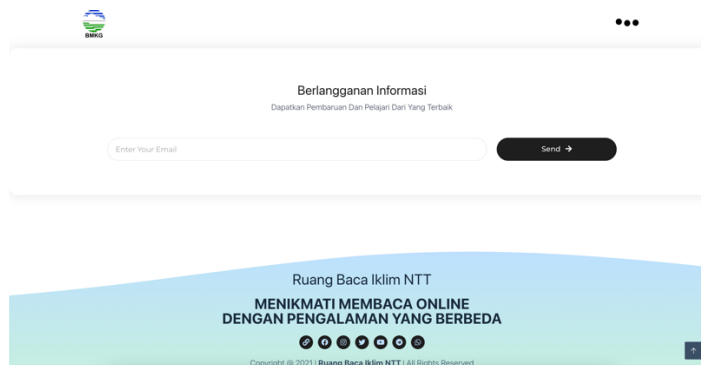 BMKG
Berlangganan Informasi
Dapatkan Pembaruan Dan Pelajari Dari Yang Terbaik
Enter Your Email
Send
Ruang Baca Iklim NTT
MENIKMATI MEMBACA ONLINE
DENGAN PENGALAMAN YANG BERBEDA
Copyright @ 2021 | Ruang Baca Iklim NTT | All Rights Reserved